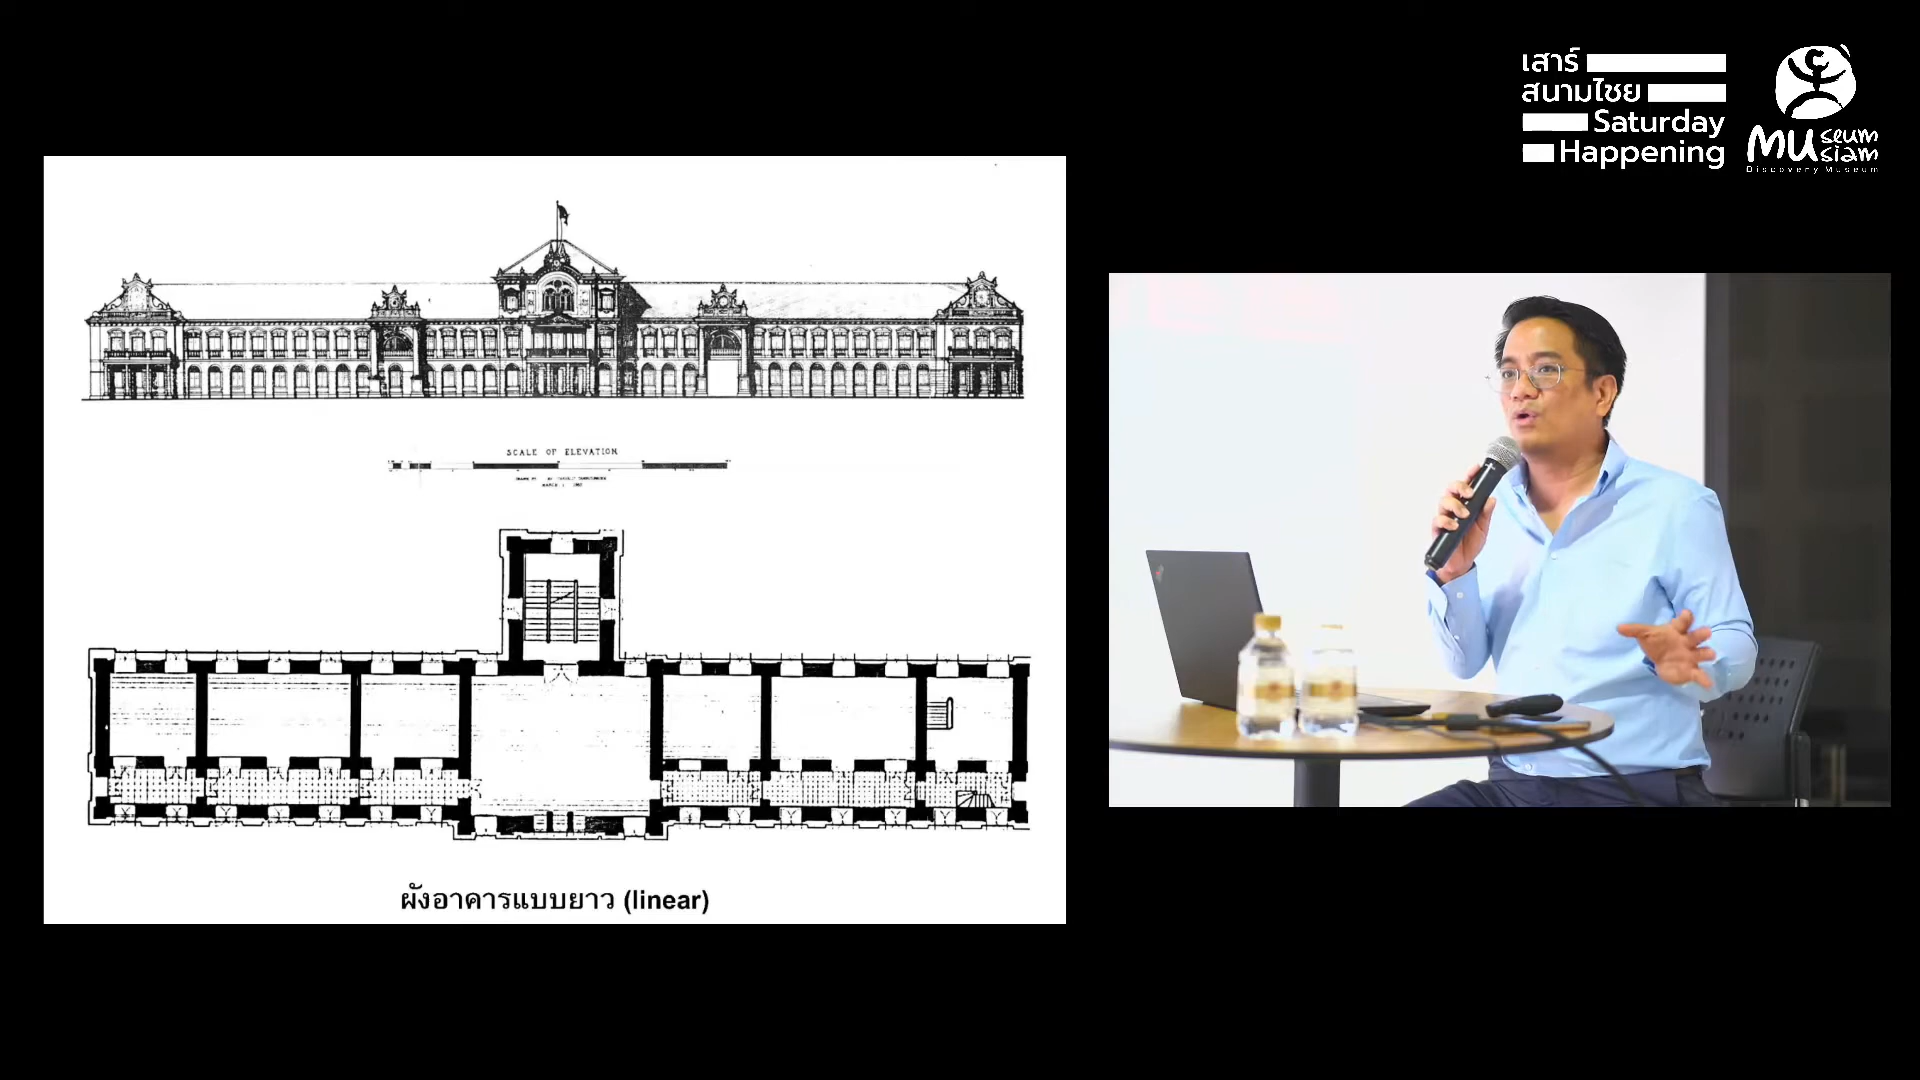 เสาร์
สนามไชย
Saturday
Happening
MUseum
siam
Discovery Museum
SCALE OF ELEVATION
ผังอาคารแบบยาว (linear)